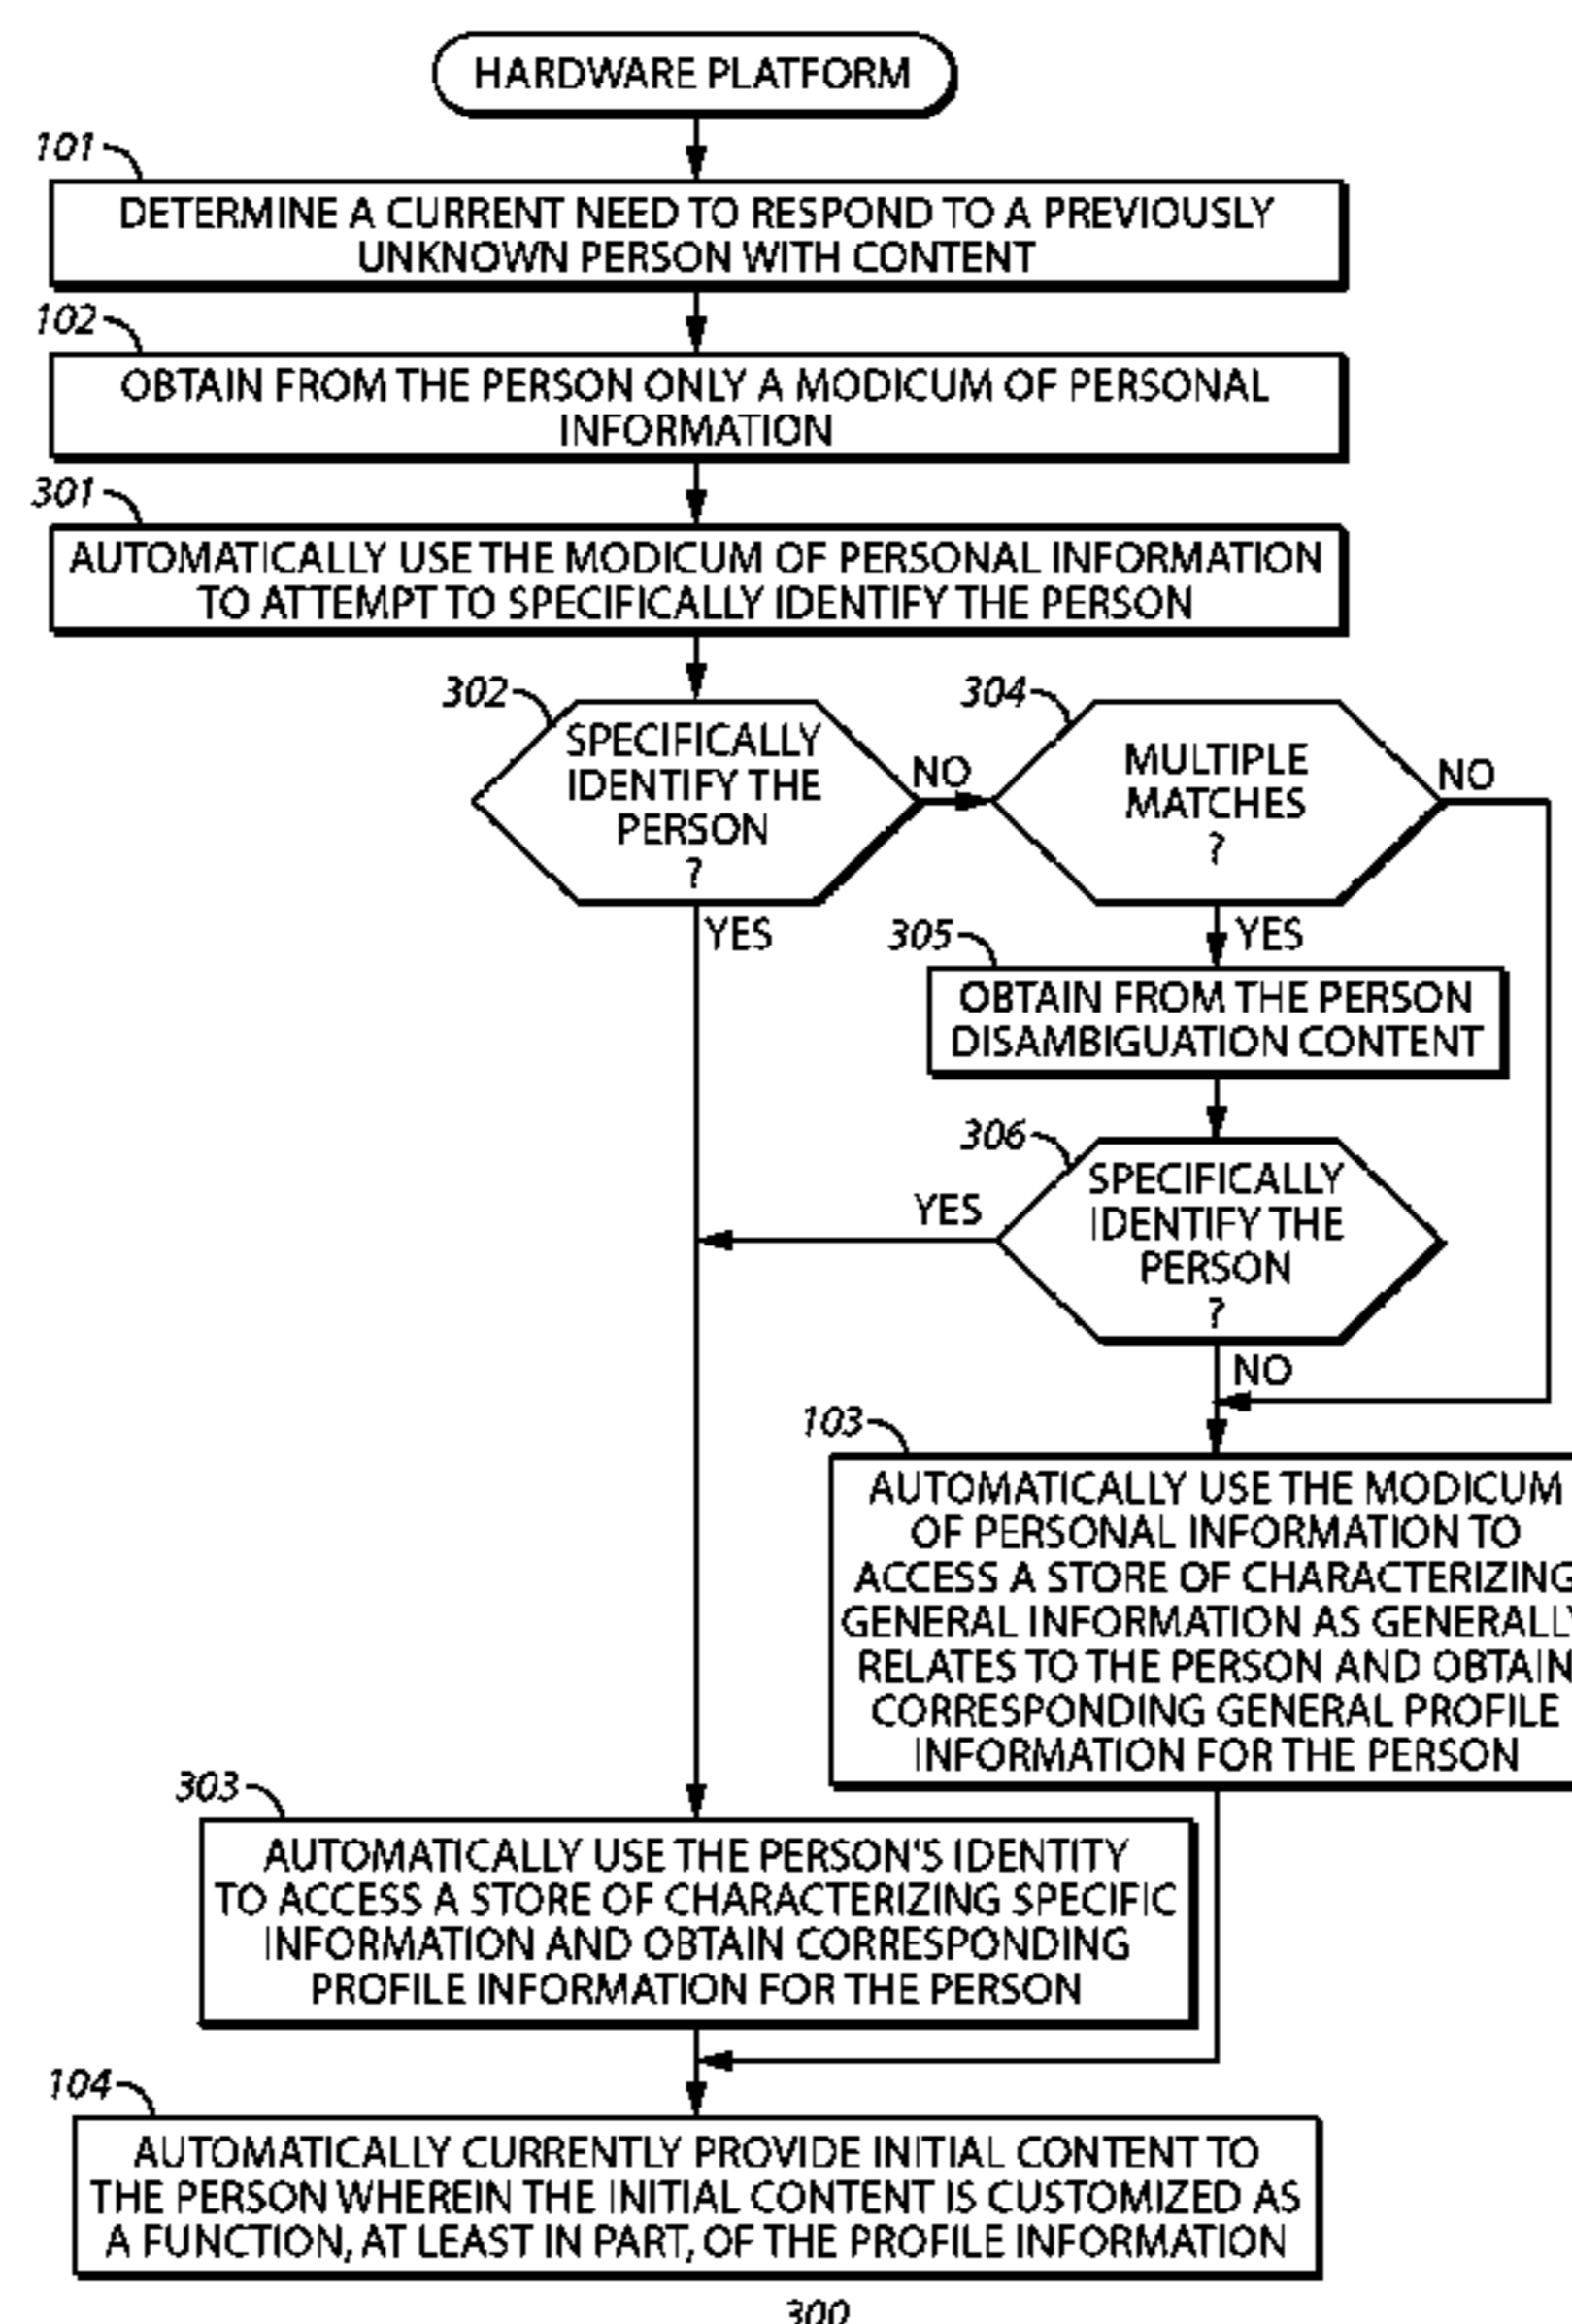 HARDWARE PLATFORM
101
DETERMINE A CURRENT NEED TO RESPOND TO A PREVIOUSLY
UNKNOWN PERSON WITH CONTENT
102
OBTAIN FROM THE PERSON ONLY A MODICUM OF PERSONAL
INFORMATION
301
AUTOMATICALLY USE THE MODICUM OF PERSONAL INFORMATION
TO ATTEMPT TO SPECIFICALLY IDENTIFY THE PERSON
302
SPECIFICALLY
IDENTIFY THE
PERSON
?
NO
YES
304
MULTIPLE
MATCHES
?
NO
YES
305
OBTAIN FROM THE PERSON
DISAMBIGUATION CONTENT
306
SPECIFICALLY
IDENTIFY THE
PERSON
?
YES
NO
103
AUTOMATICALLY USE THE MODICUM
OF PERSONAL INFORMATION TO
ACCESS A STORE OF CHARACTERIZING
GENERAL INFORMATION AS GENERALLY
RELATES TO THE PERSON AND OBTAIN
CORRESPONDING GENERAL PROFILE
INFORMATION FOR THE PERSON
303
AUTOMATICALLY USE THE PERSON'S IDENTITY
TO ACCESS A STORE OF CHARACTERIZING SPECIFIC
INFORMATION AND OBTAIN CORRESPONDING
PROFILE INFORMATION FOR THE PERSON
104
AUTOMATICALLY CURRENTLY PROVIDE INITIAL CONTENT TO
THE PERSON WHEREIN THE INITIAL CONTENT IS CUSTOMIZED AS
A FUNCTION, AT LEAST IN PART, OF THE PROFILE INFORMATION
300